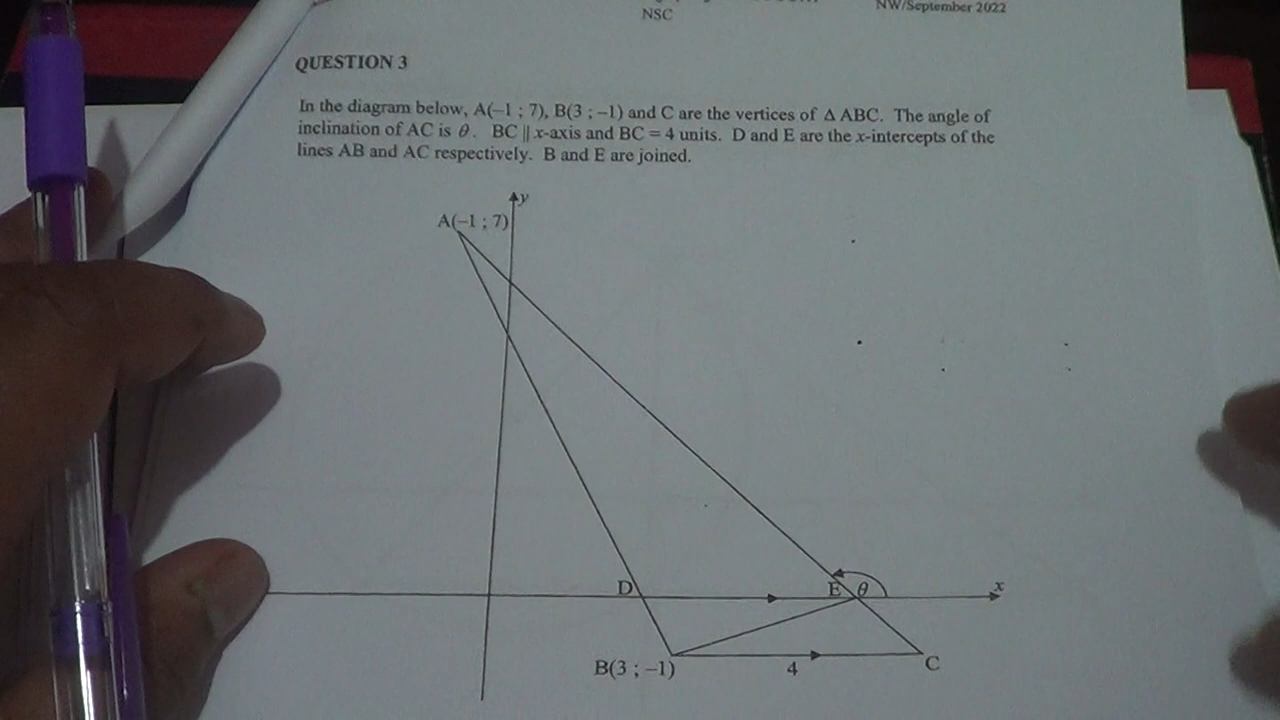 NSC
NW/September 2022
QUESTION 3
In the diagram below, A(–1 ; 7), B(3 ; –1) and C are the vertices of Δ ABC. The angle of
inclination of AC is θ. BC || x-axis and BC = 4 units. D and E are the x-intercepts of the
lines AB and AC respectively. B and E are joined.
y
A(–1 ; 7)
D
E
θ
x
B(3 ; –1)
4
C